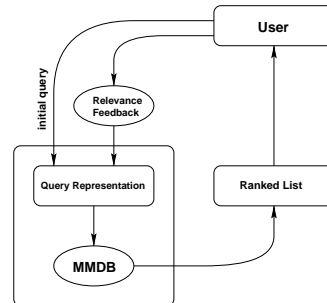 User
initial query
Relevance
Feedback
Query Representation
Ranked List
MMDB